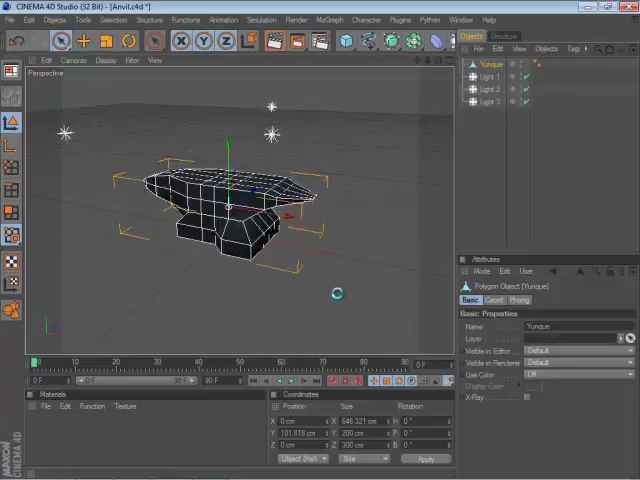 CINEMA 4D Studio (32 Bit) - [Anvil.c4d *]
File Edit Objects Tools Selection Structure Functions Animation Simulation Render MoGraph Character Plugins Python Window Help
Edit Cameras Display Filter View
Perspective
Objects Structure
File Edit View Objects Tags
Yunque
Light 1
Light 2
Light 3
Attributes
Mode Edit User
Polygon Object [Yunque]
Basic Coord Phong
Basic Properties
Name Yunque
Layer
Visible in Editor Default
Visible in Renderer Default
Use Color Off
Display Color
X-Ray
0 10 20 30 40 50 60 70 80 90 0 F
0 F 0 F 90 F 90 F
Materials
File Edit Function Texture
Coordinates
Position Size Rotation
X 0 cm X 646.321 cm H 0 °
Y 101.818 cm Y 200 cm P 0 °
Z 0 cm Z 300 cm B 0 °
Object (Rel) Size Apply
MAXON
CINEMA 4D